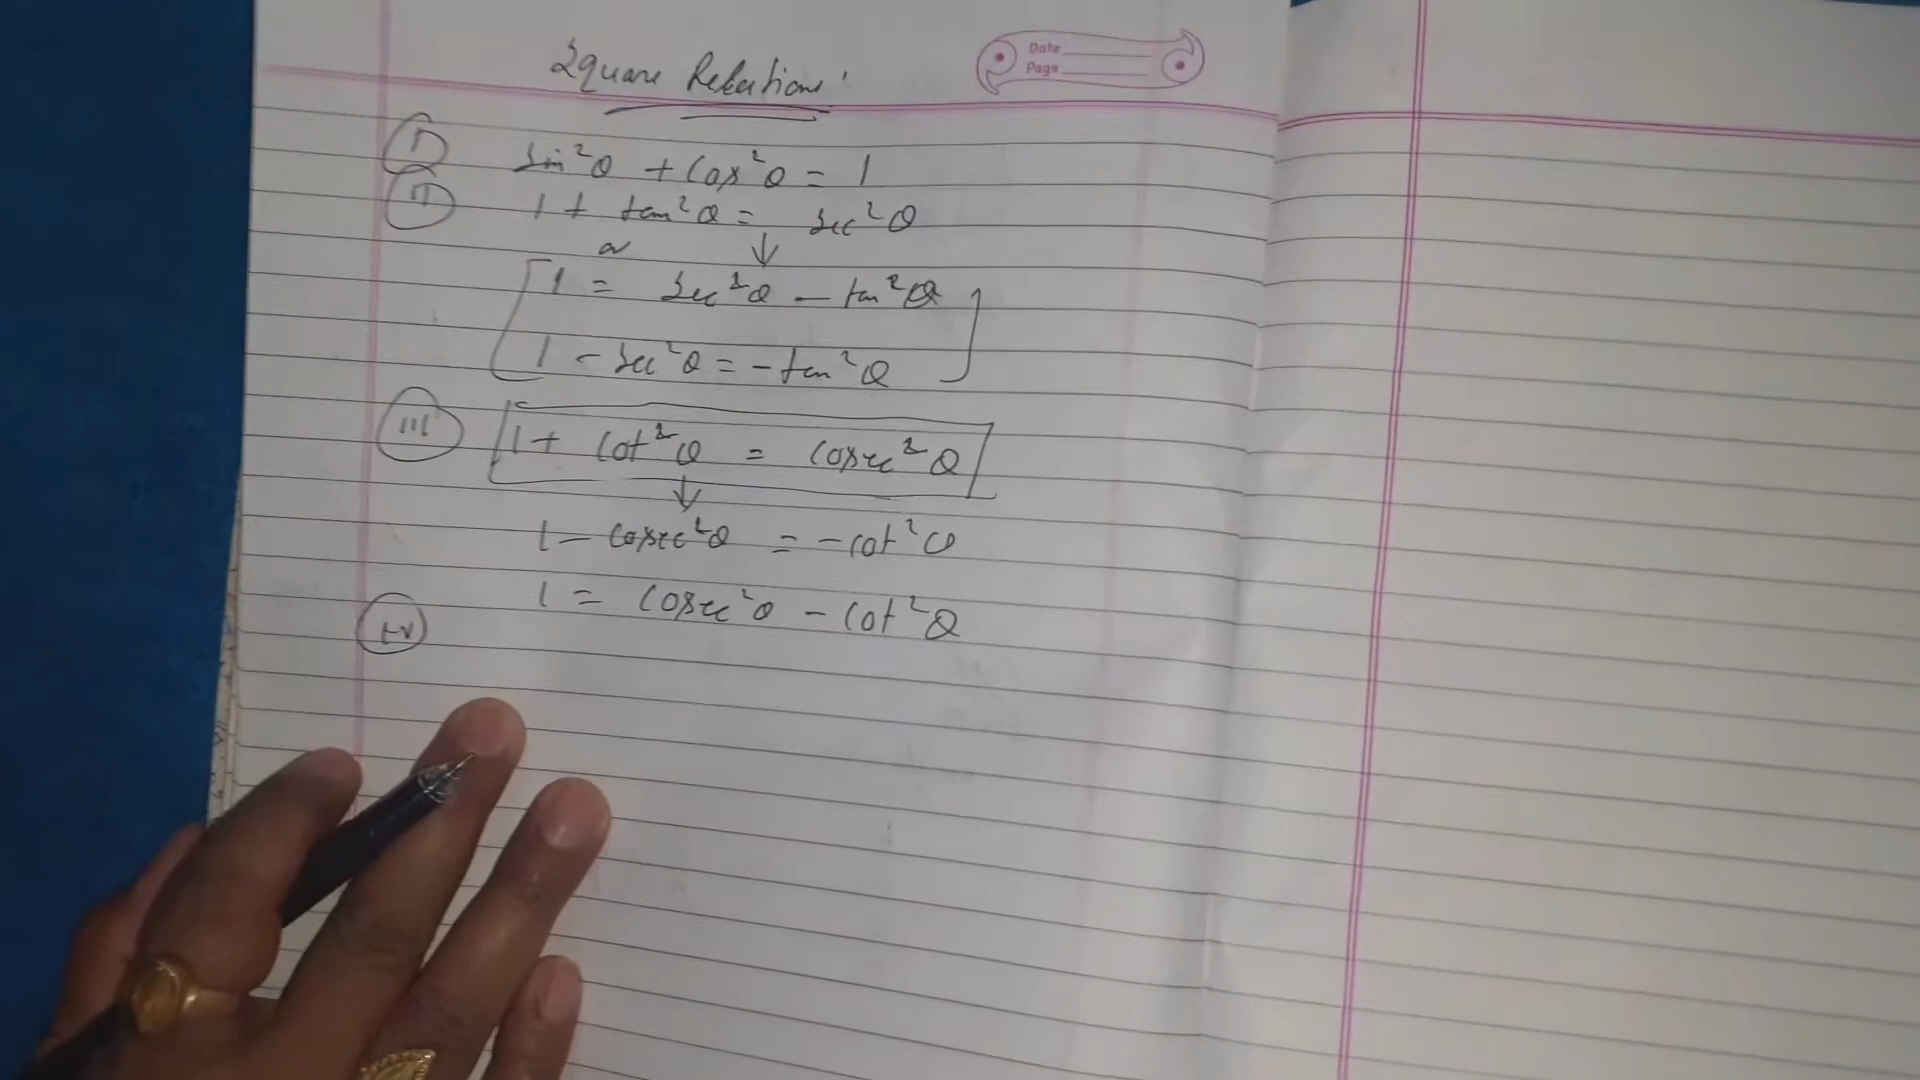 Square Relations
Date
Page
I sin²θ + cos²θ = 1
II 1 + tan²θ = sec²θ
or ↓
1 = sec²θ - tan²θ
1 - sec²θ = -tan²θ
III 1 + cot²θ = cosec²θ
↓
1 - cosec²θ = -cot²θ
1 = cosec²θ - cot²θ
IV